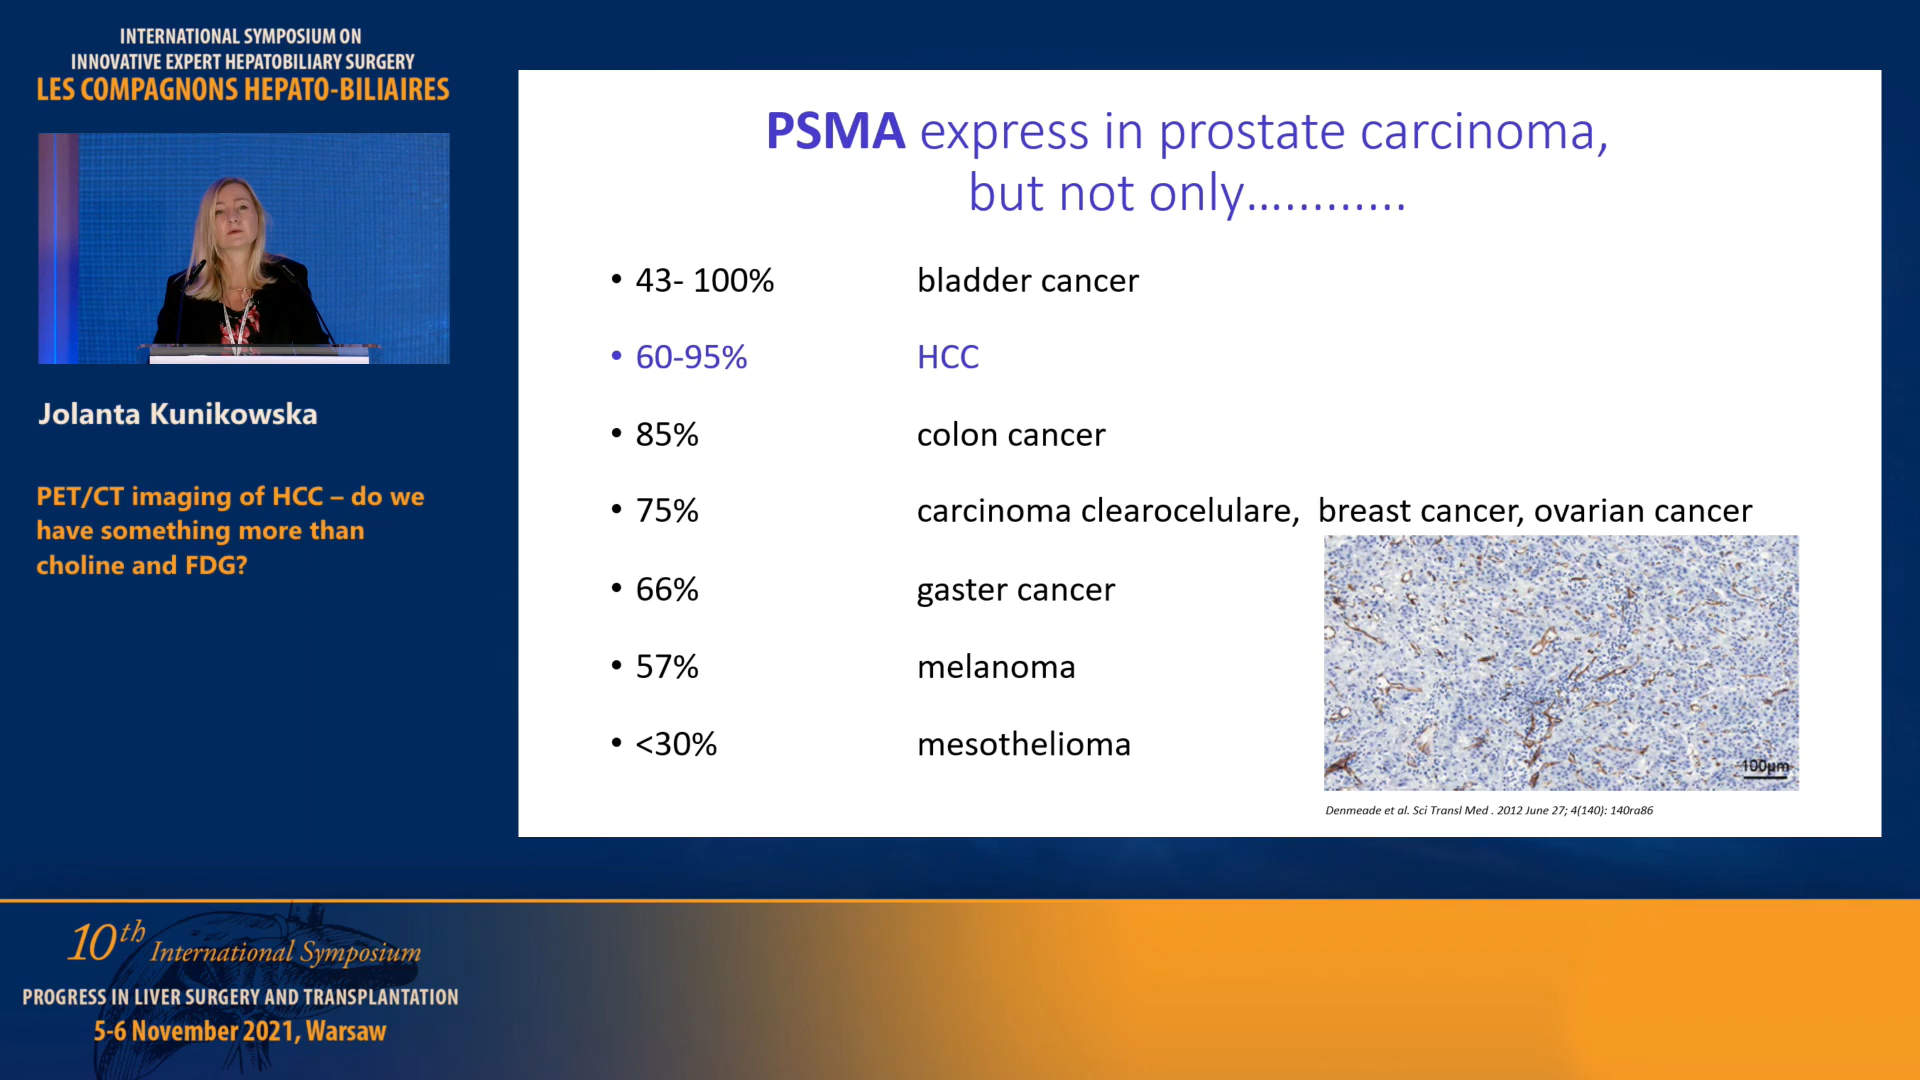 INTERNATIONAL SYMPOSIUM ON
INNOVATIVE EXPERT HEPATOBILIARY SURGERY
LES COMPAGNONS HEPATO-BILIAIRES
Jolanta Kunikowska
PET/CT imaging of HCC – do we
have something more than
choline and FDG?
PSMA express in prostate carcinoma,
but not only............
• 43- 100% bladder cancer
• 60-95% HCC
• 85% colon cancer
• 75% carcinoma clearocelulare, breast cancer, ovarian cancer
• 66% gaster cancer
• 57% melanoma
• <30% mesothelioma
100µm
Denmeade et al. Sci Transl Med . 2012 June 27; 4(140): 140ra86
10th International Symposium
PROGRESS IN LIVER SURGERY AND TRANSPLANTATION
5-6 November 2021, Warsaw